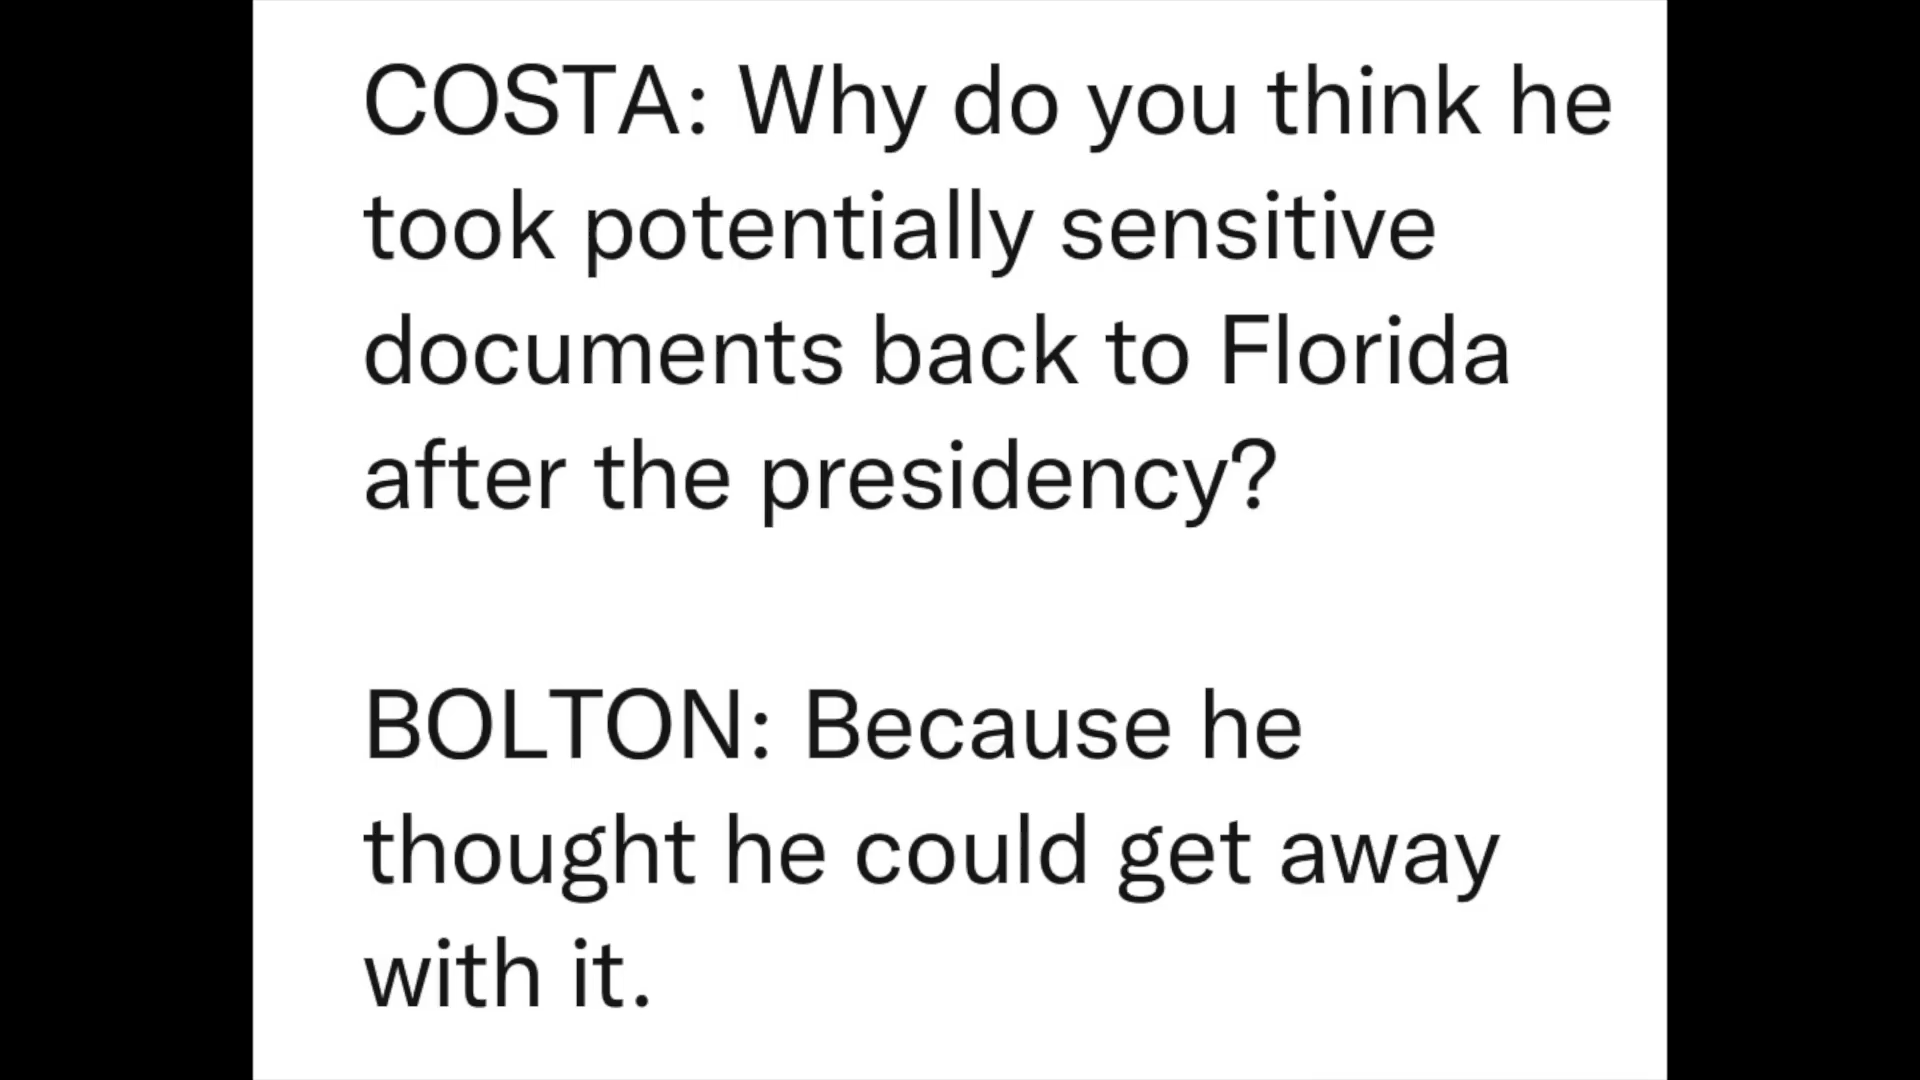 COSTA: Why do you think he
took potentially sensitive
documents back to Florida
after the presidency?
BOLTON: Because he
thought he could get away
with it.